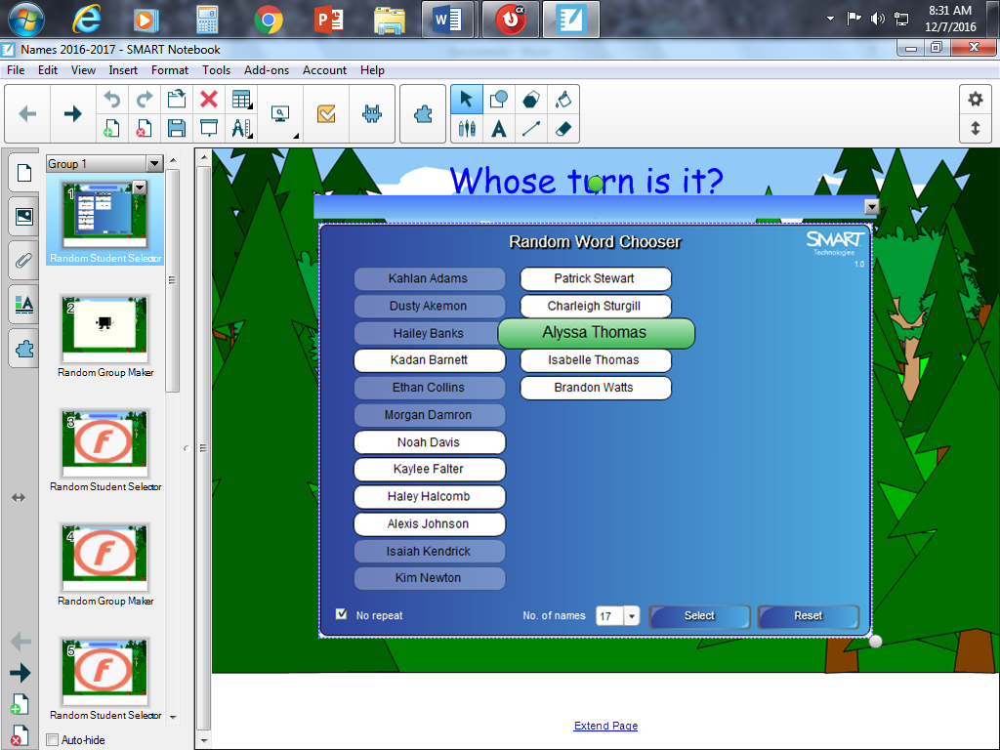 8:31 AM
12/7/2016
Names 2016-2017 - SMART Notebook
File Edit View Insert Format Tools Add-ons Account Help
Group 1
1
Random Student Selector
2
Random Group Maker
3
Random Student Selector
4
Random Group Maker
5
Random Student Selector
Auto-hide
Whose turn is it?
Random Word Chooser
SMART
Technologies
1.0
Kahlan Adams
Dusty Akemon
Hailey Banks
Kadan Barnett
Ethan Collins
Morgan Damron
Noah Davis
Kaylee Falter
Haley Halcomb
Alexis Johnson
Isaiah Kendrick
Kim Newton
Patrick Stewart
Charleigh Sturgill
Alyssa Thomas
Isabelle Thomas
Brandon Watts
No repeat
No. of names 17 Select Reset
Extend Page